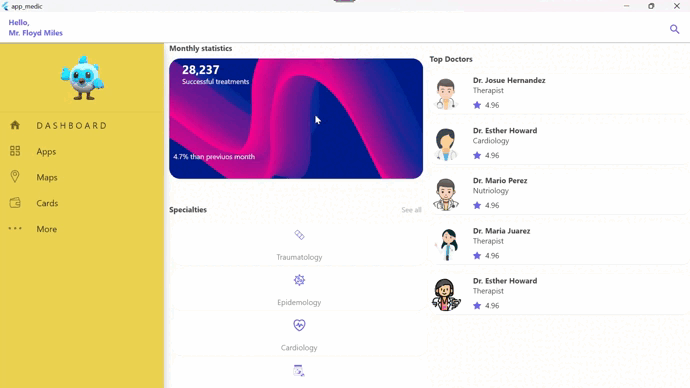 app_medic
Hello,
Mr. Floyd Miles
D A S H B O A R D
Apps
Maps
Cards
More
Monthly statistics
28,237
Successful treatments
4.7% than previuos month
Specialties
See all
Traumatology
Epidemology
Cardiology
Top Doctors
Dr. Josue Hernandez
Therapist
4.96
Dr. Esther Howard
Cardiology
4.96
Dr. Mario Perez
Nutriology
4.96
Dr. Maria Juarez
Therapist
4.96
Dr. Esther Howard
Therapist
4.96